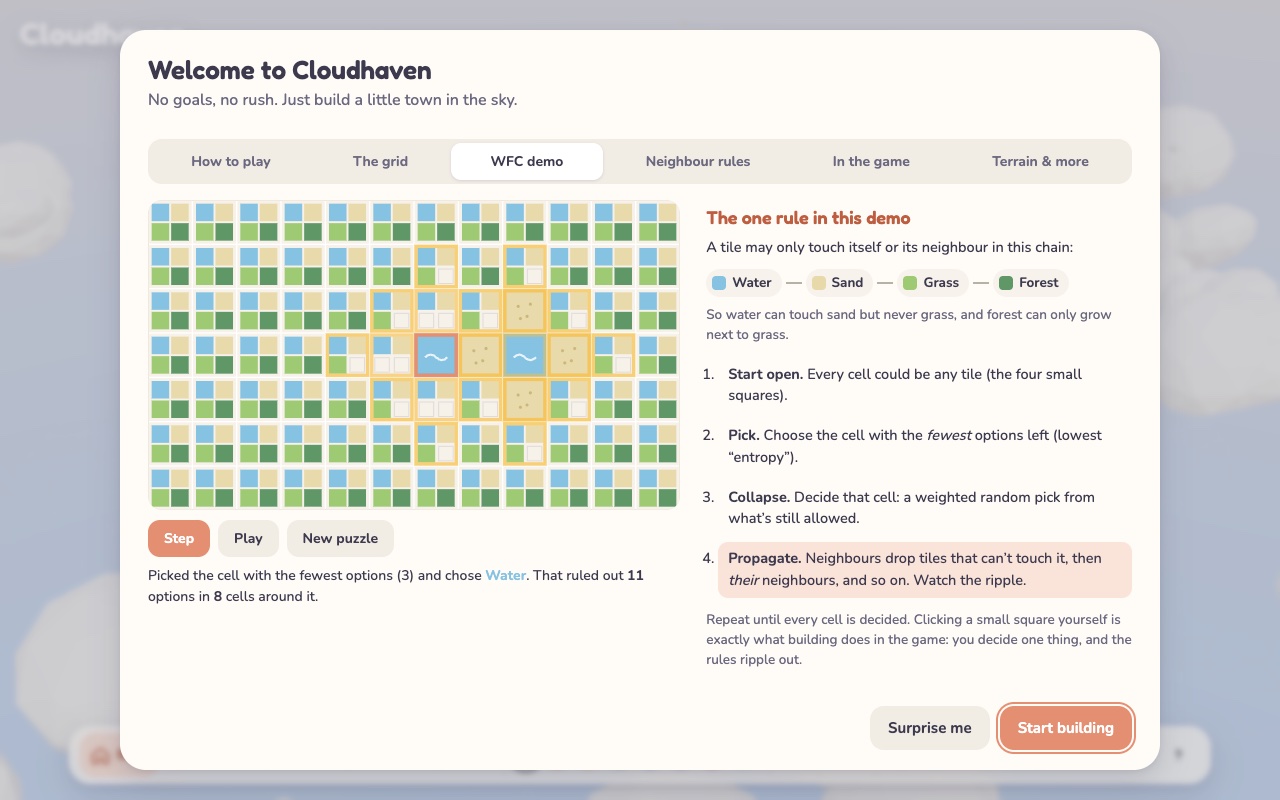 Welcome to Cloudhaven
No goals, no rush. Just build a little town in the sky.
How to play
The grid
WFC demo
Neighbour rules
In the game
Terrain & more
The one rule in this demo
A tile may only touch itself or its neighbour in this chain:
Water
Sand
Grass
Forest
So water can touch sand but never grass, and forest can only grow
next to grass.
1. Start open. Every cell could be any tile (the four small
squares).
2. Pick. Choose the cell with the fewest options left (lowest
“entropy”).
3. Collapse. Decide that cell: a weighted random pick from
what’s still allowed.
4. Propagate. Neighbours drop tiles that can’t touch it, then
their neighbours, and so on. Watch the ripple.
Repeat until every cell is decided. Clicking a small square yourself is
exactly what building does in the game: you decide one thing, and the
rules ripple out.
Step
Play
New puzzle
Picked the cell with the fewest options (3) and chose Water. That ruled out 11
options in 8 cells around it.
Surprise me
Start building